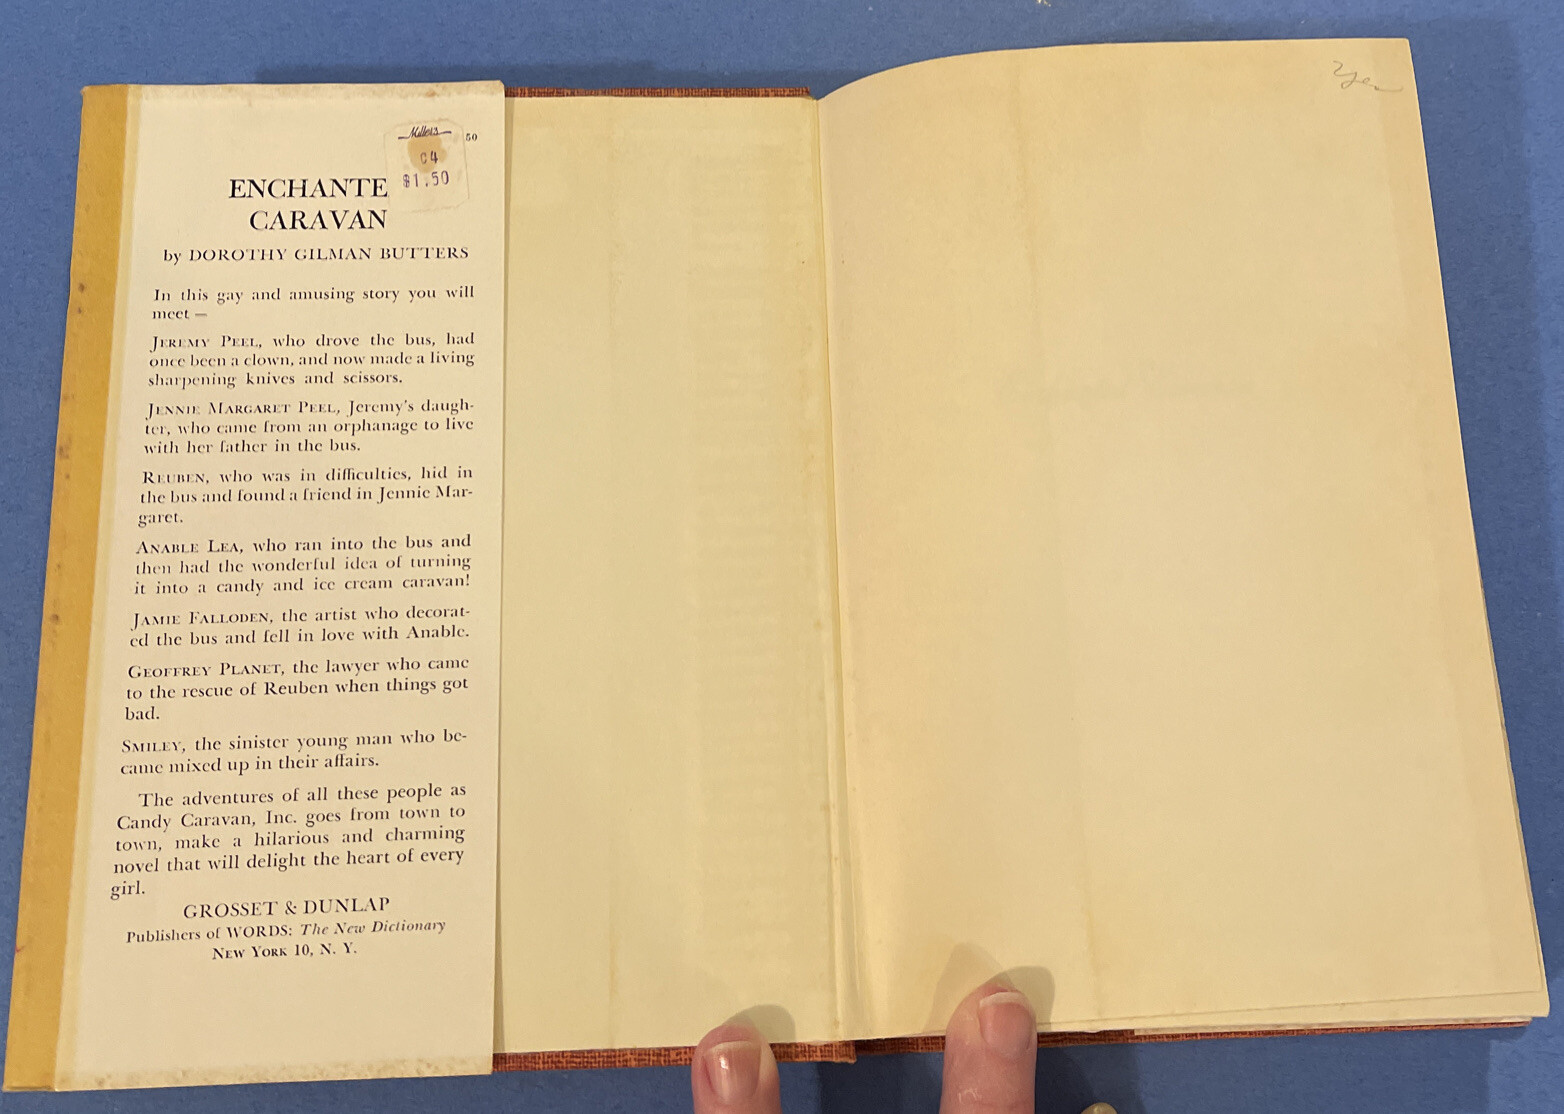 Millers
50
C4
$1.50
ENCHANTE
CARAVAN
by DOROTHY GILMAN BUTTERS
In this gay and amusing story you will
meet —
JEREMY PEEL, who drove the bus, had
once been a clown, and now made a living
sharpening knives and scissors.
JENNIE MARGARET PEEL, Jeremy's daugh-
ter, who came from an orphanage to live
with her father in the bus.
REUBEN, who was in difficulties, hid in
the bus and found a friend in Jennie Mar-
garet.
ANABLE LEA, who ran into the bus and
then had the wonderful idea of turning
it into a candy and ice cream caravan!
JAMIE FALLODEN, the artist who decorat-
ed the bus and fell in love with Anable.
GEOFFREY PLANET, the lawyer who came
to the rescue of Reuben when things got
bad.
SMILEY, the sinister young man who be-
came mixed up in their affairs.
The adventures of all these people as
Candy Caravan, Inc. goes from town to
town, make a hilarious and charming
novel that will delight the heart of every
girl.
GROSSET & DUNLAP
Publishers of WORDS: The New Dictionary
NEW YORK 10, N. Y.